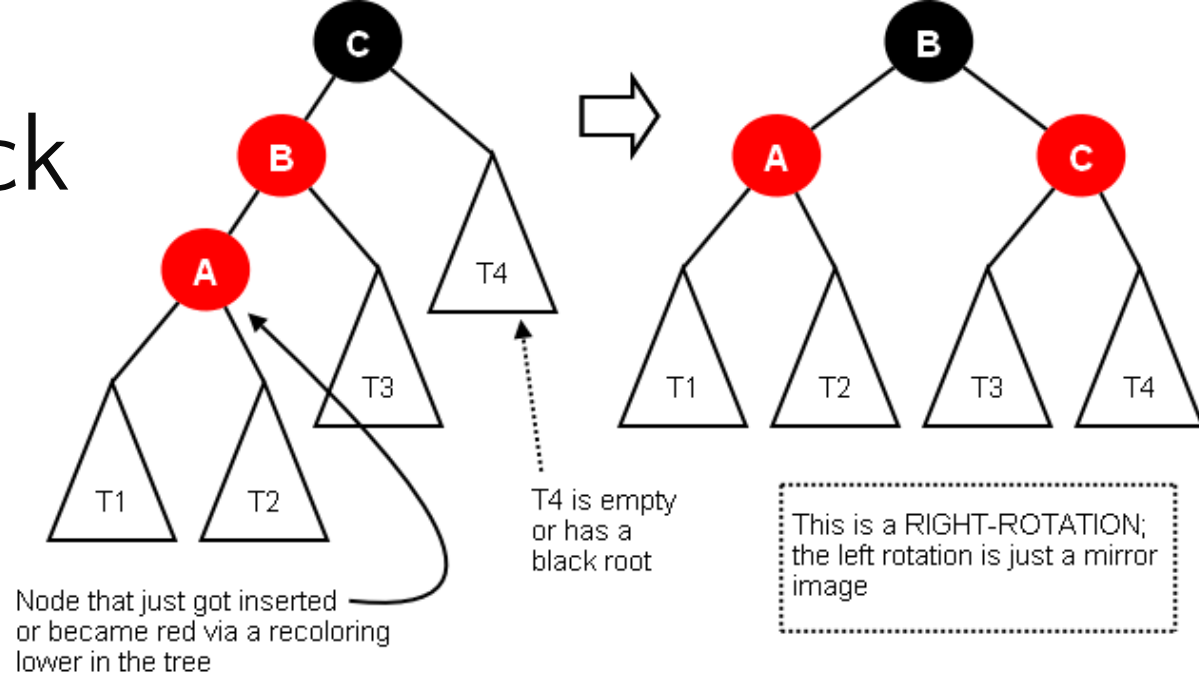 C
B
ck
B
A
C
A
T4
T3
T1
T2
T3
T4
T1
T2
T4 is empty
or has a
black root
This is a RIGHT-ROTATION;
the left rotation is just a mirror
image
Node that just got inserted
or became red via a recoloring
lower in the tree